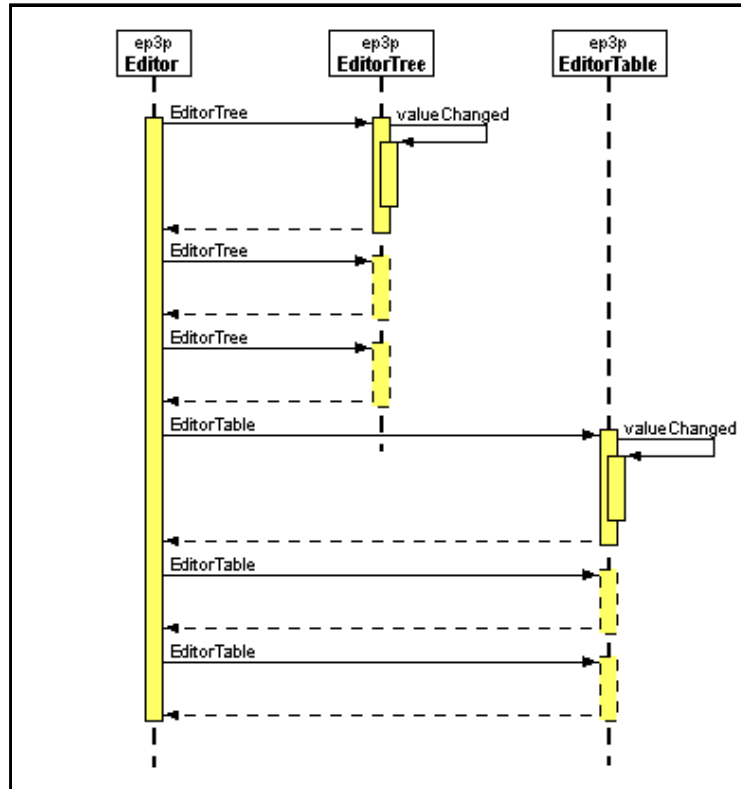 ep3p
Editor
ep3p
EditorTree
ep3p
EditorTable
EditorTree
valueChanged
EditorTree
EditorTree
EditorTable
valueChanged
EditorTable
EditorTable